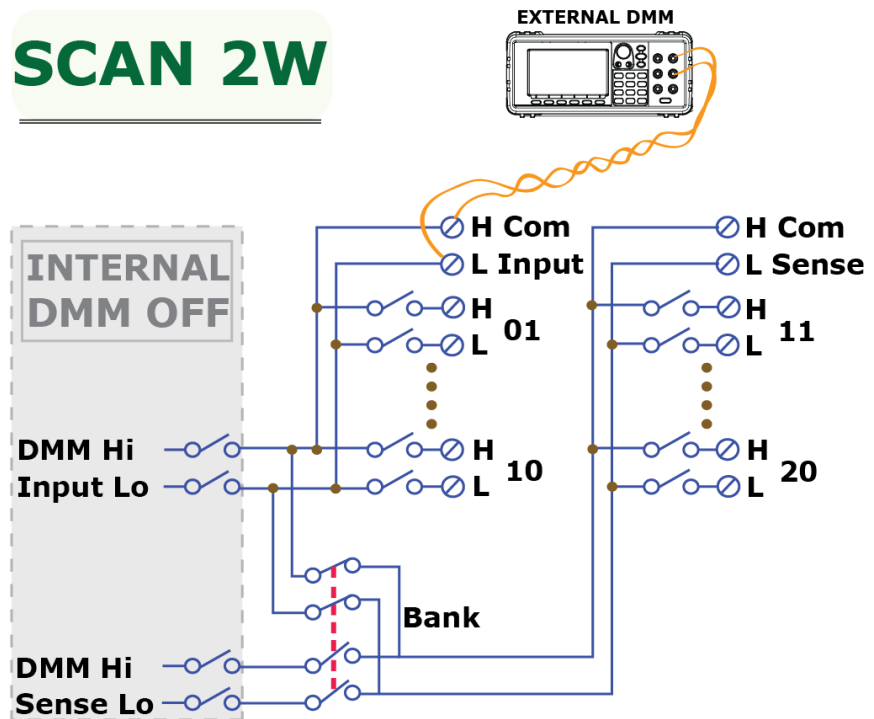 EXTERNAL DMM
SCAN 2W
H Com
L Input
H Com
L Sense
INTERNAL
DMM OFF
H
L
01
H
L
11
DMM Hi
Input Lo
H
L
10
H
L
20
Bank
DMM Hi
Sense Lo